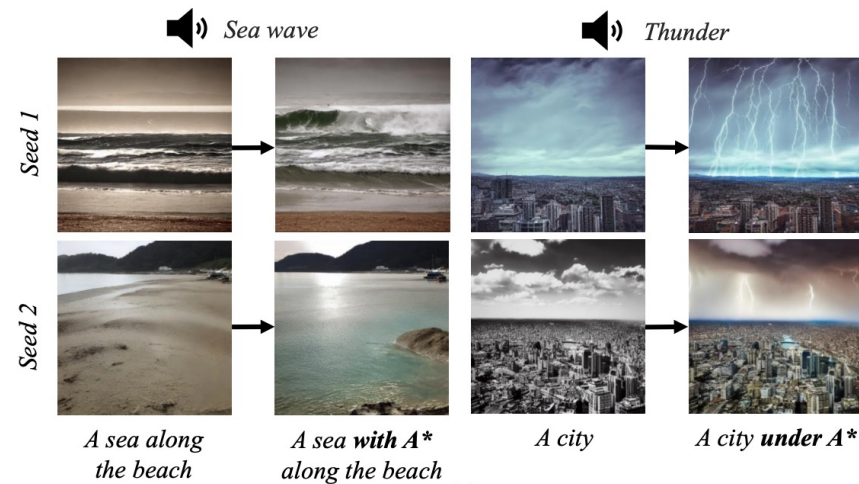 Sea wave
Thunder
Seed 1
Seed 2
A sea along
the beach
A sea with A*
along the beach
A city
A city under A*